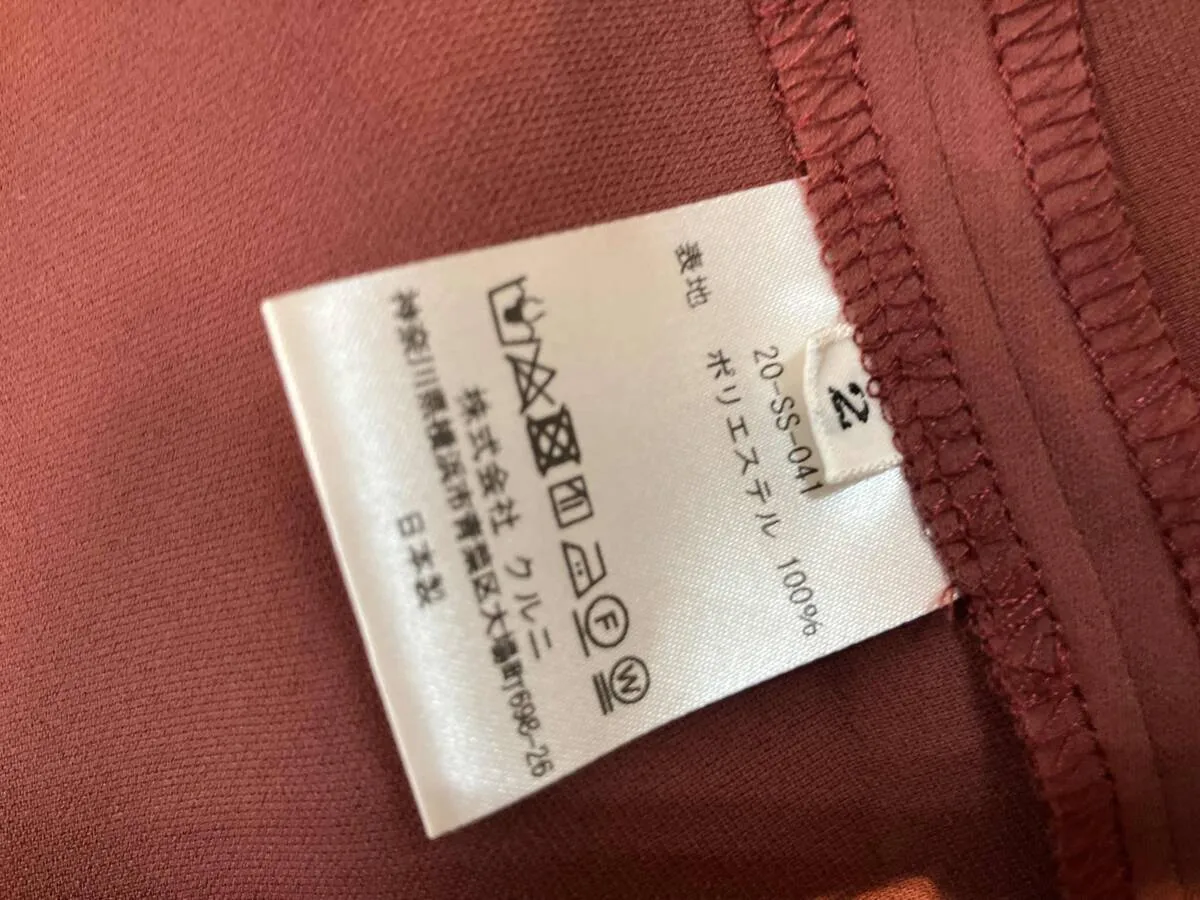 2
20-SS-041
表地
ポリエステル 100%
F
W
株式会社 クルニ
神奈川県横浜市青葉区大場町698-26
日本製